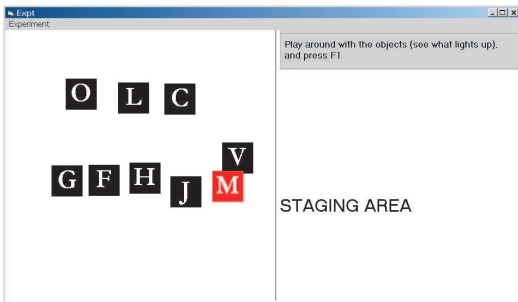 Expt
Experiment
Play around with the objects (see what lights up),
and press F1
O L C
V
G F H J M
STAGING AREA